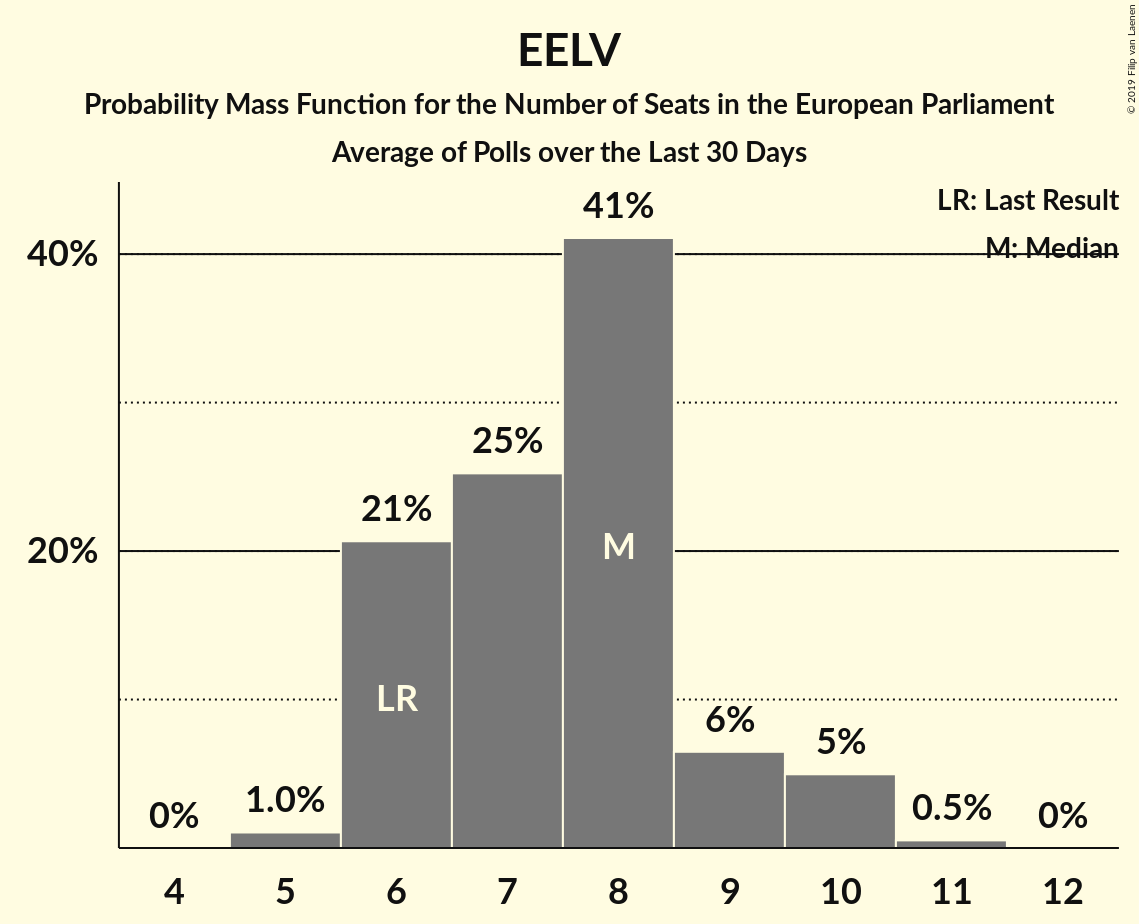 EELV
Probability Mass Function for the Number of Seats in the European Parliament
Average of Polls over the Last 30 Days
© 2019 Filip van Laenen
LR: Last Result
M: Median
40%
20%
0%
1.0%
21%
25%
41%
6%
5%
0.5%
0%
LR
M
4 5 6 7 8 9 10 11 12